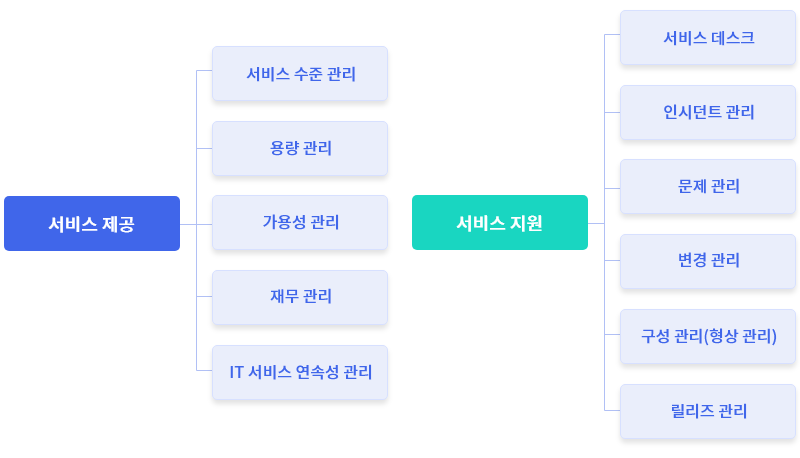 서비스 제공
서비스 수준 관리
용량 관리
가용성 관리
재무 관리
IT 서비스 연속성 관리
서비스 지원
서비스 데스크
인시던트 관리
문제 관리
변경 관리
구성 관리(형상 관리)
릴리즈 관리